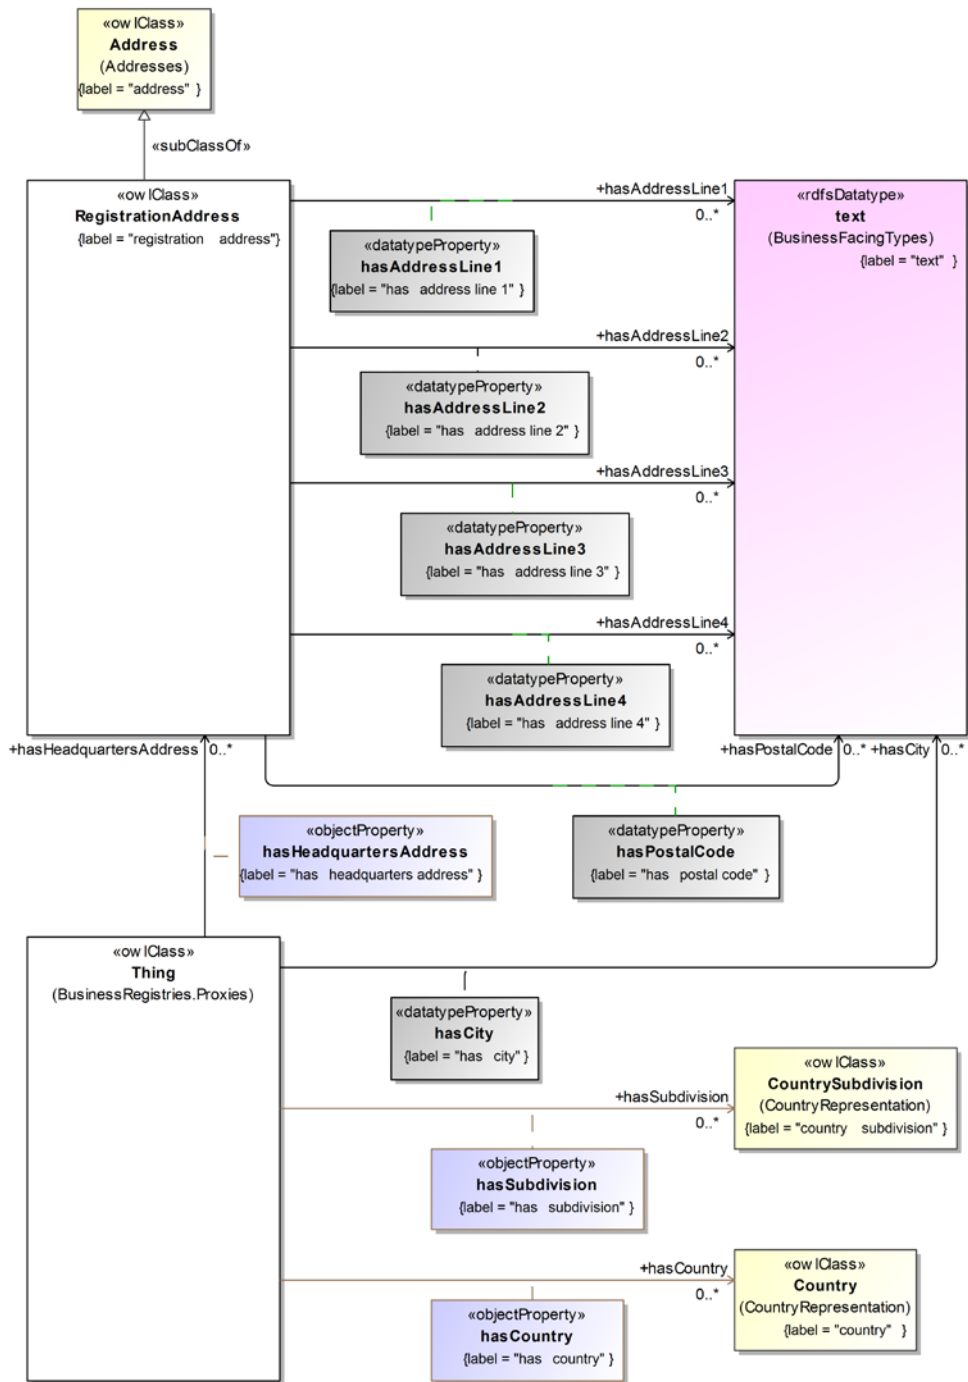 «owlClass»
Address
(Addresses)
{label = "address" }
«subClassOf»
«owlClass»
RegistrationAddress
{label = "registration address"}
+hasAddressLine1
0..*
«rdfsDatatype»
text
(BusinessFacingTypes)
{label = "text" }
«datatypeProperty»
hasAddressLine1
{label = "has address line 1" }
+hasAddressLine2
0..*
«datatypeProperty»
hasAddressLine2
{label = "has address line 2" }
+hasAddressLine3
0..*
«datatypeProperty»
hasAddressLine3
{label = "has address line 3" }
+hasAddressLine4
0..*
«datatypeProperty»
hasAddressLine4
{label = "has address line 4" }
+hasHeadquartersAddress 0..*
+hasPostalCode 0..* +hasCity 0..*
«objectProperty»
hasHeadquartersAddress
{label = "has headquarters address" }
«datatypeProperty»
hasPostalCode
{label = "has postal code" }
«owlClass»
Thing
(BusinessRegistries.Proxies)
«datatypeProperty»
hasCity
{label = "has city" }
+hasSubdivision
0..*
«owlClass»
CountrySubdivision
(CountryRepresentation)
{label = "country subdivision" }
«objectProperty»
hasSubdivision
{label = "has subdivision" }
+hasCountry
0..*
«owlClass»
Country
(CountryRepresentation)
{label = "country" }
«objectProperty»
hasCountry
{label = "has country" }